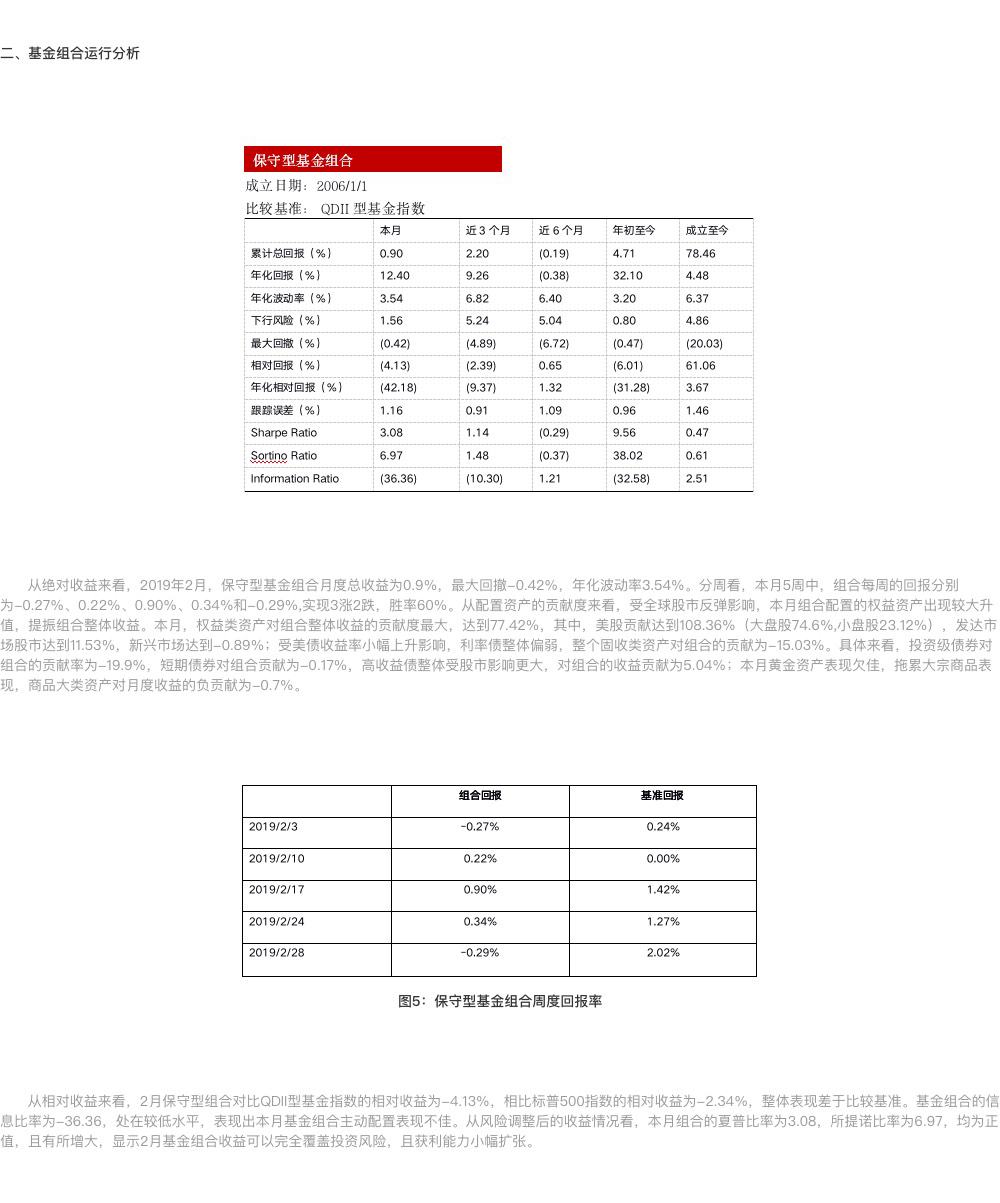 二、基金组合运行分析
保守型基金组合
成立日期：2006/1/1
比较基准： QDII 型基金指数
本月 近 3 个月 近 6 个月 年初至今 成立至今
累计总回报（%） 0.90 2.20 (0.19) 4.71 78.46
年化回报（%） 12.40 9.26 (0.38) 32.10 4.48
年化波动率（%） 3.54 6.82 6.40 3.20 6.37
下行风险（%） 1.56 5.24 5.04 0.80 4.86
最大回撤（%） (0.42) (4.89) (6.72) (0.47) (20.03)
相对回报（%） (4.13) (2.39) 0.65 (6.01) 61.06
年化相对回报（%） (42.18) (9.37) 1.32 (31.28) 3.67
跟踪误差（%） 1.16 0.91 1.09 0.96 1.46
Sharpe Ratio 3.08 1.14 (0.29) 9.56 0.47
Sortino Ratio 6.97 1.48 (0.37) 38.02 0.61
Information Ratio (36.36) (10.30) 1.21 (32.58) 2.51
从绝对收益来看，2019年2月，保守型基金组合月度总收益为0.9%，最大回撤-0.42%，年化波动率3.54%。分周看，本月5周中，组合每周的回报分别
为-0.27%、0.22%、0.90%、0.34%和-0.29%,实现3涨2跌，胜率60%。从配置资产的贡献度来看，受全球股市反弹影响，本月组合配置的权益资产出现较大升
值，提振组合整体收益。本月，权益类资产对组合整体收益的贡献度最大，达到77.42%，其中，美股贡献达到108.36%（大盘股74.6%,小盘股23.12%），发达市
场股市达到11.53%，新兴市场达到-0.89%；受美债收益率小幅上升影响，利率债整体偏弱，整个固收类资产对组合的贡献为-15.03%。具体来看，投资级债券对
组合的贡献率为-19.9%，短期债券对组合贡献为-0.17%，高收益债整体受股市影响更大，对组合的收益贡献为5.04%；本月黄金资产表现欠佳，拖累大宗商品表
现，商品大类资产对月度收益的负贡献为-0.7%。
组合回报 基准回报
2019/2/3 -0.27% 0.24%
2019/2/10 0.22% 0.00%
2019/2/17 0.90% 1.42%
2019/2/24 0.34% 1.27%
2019/2/28 -0.29% 2.02%
图5：保守型基金组合周度回报率
从相对收益来看，2月保守型组合对比QDII型基金指数的相对收益为-4.13%，相比标普500指数的相对收益为-2.34%，整体表现差于比较基准。基金组合的信
息比率为-36.36，处在较低水平，表现出本月基金组合主动配置表现不佳。从风险调整后的收益情况看，本月组合的夏普比率为3.08，所提诺比率为6.97，均为正
值，且有所增大，显示2月基金组合收益可以完全覆盖投资风险，且获利能力小幅扩张。